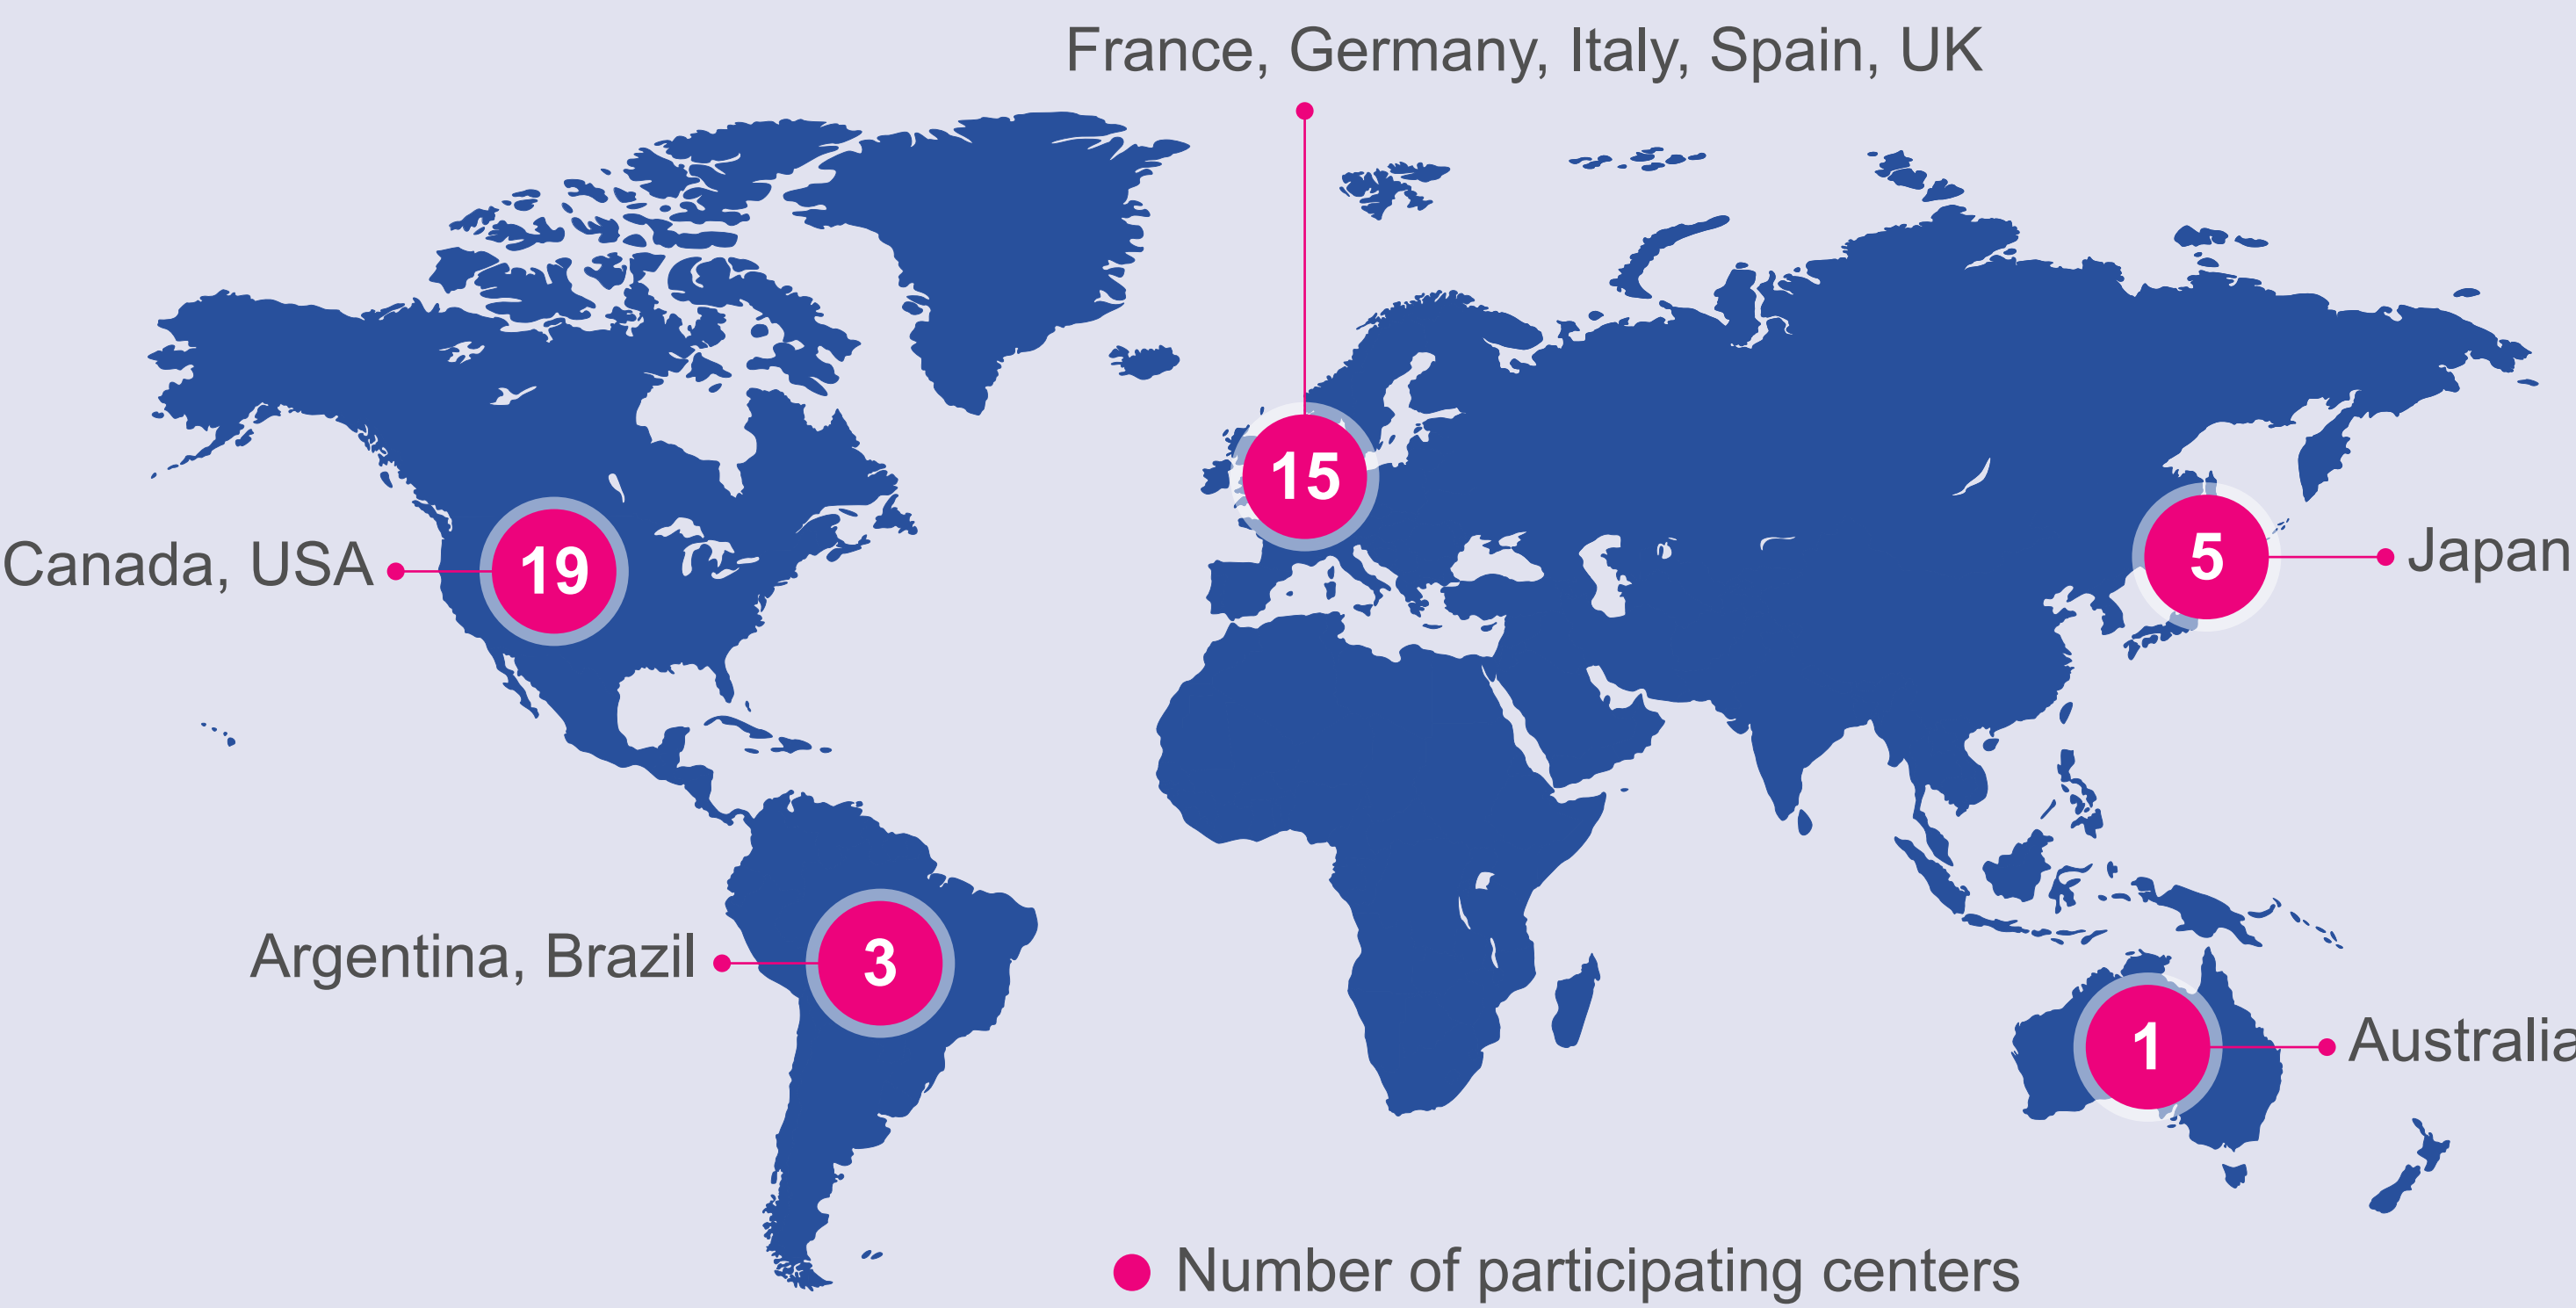 France, Germany, Italy, Spain, UK
15
Canada, USA
19
5
Japan
Argentina, Brazil
3
1
Australia
Number of participating centers